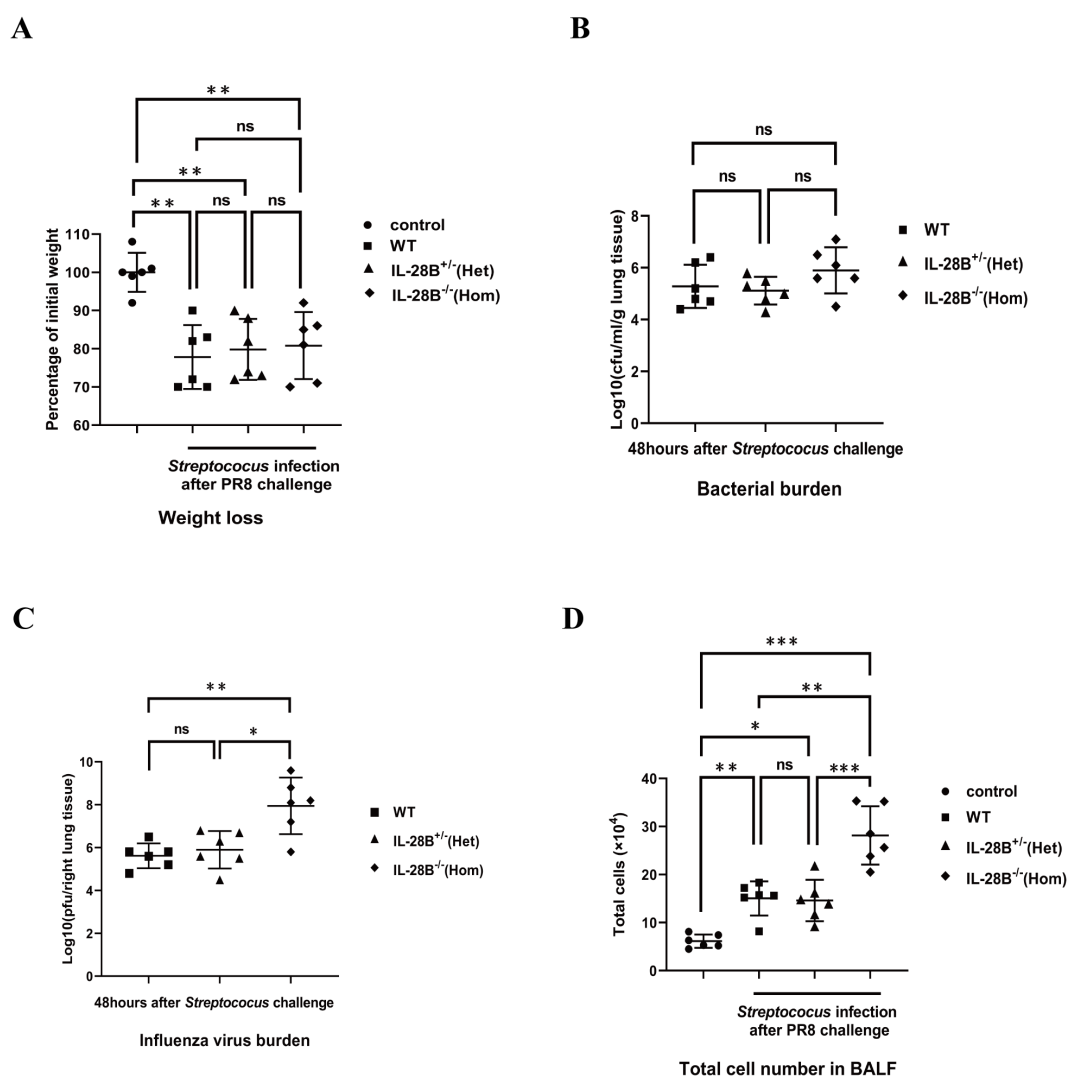 A
**
ns
**
**
ns
ns
110
100
90
80
70
60
Percentage of initial weight
control
WT
IL-28B+/-(Het)
IL-28B-/-(Hom)
Streptococus infection
after PR8 challenge
Weight loss
B
ns
ns
ns
8
6
4
2
0
Log10(cfu/ml/g lung tissue)
WT
IL-28B+/-(Het)
IL-28B-/-(Hom)
48hours after Streptococus challenge
Bacterial burden
C
**
ns
*
10
8
6
4
2
0
Log10(pfu/right lung tissue)
WT
IL-28B+/-(Het)
IL-28B-/-(Hom)
48hours after Streptococus challenge
Influenza virus burden
D
***
**
*
**
ns
***
40
30
20
10
0
Total cells (×10⁴)
control
WT
IL-28B+/-(Het)
IL-28B-/-(Hom)
Streptococus infection
after PR8 challenge
Total cell number in BALF